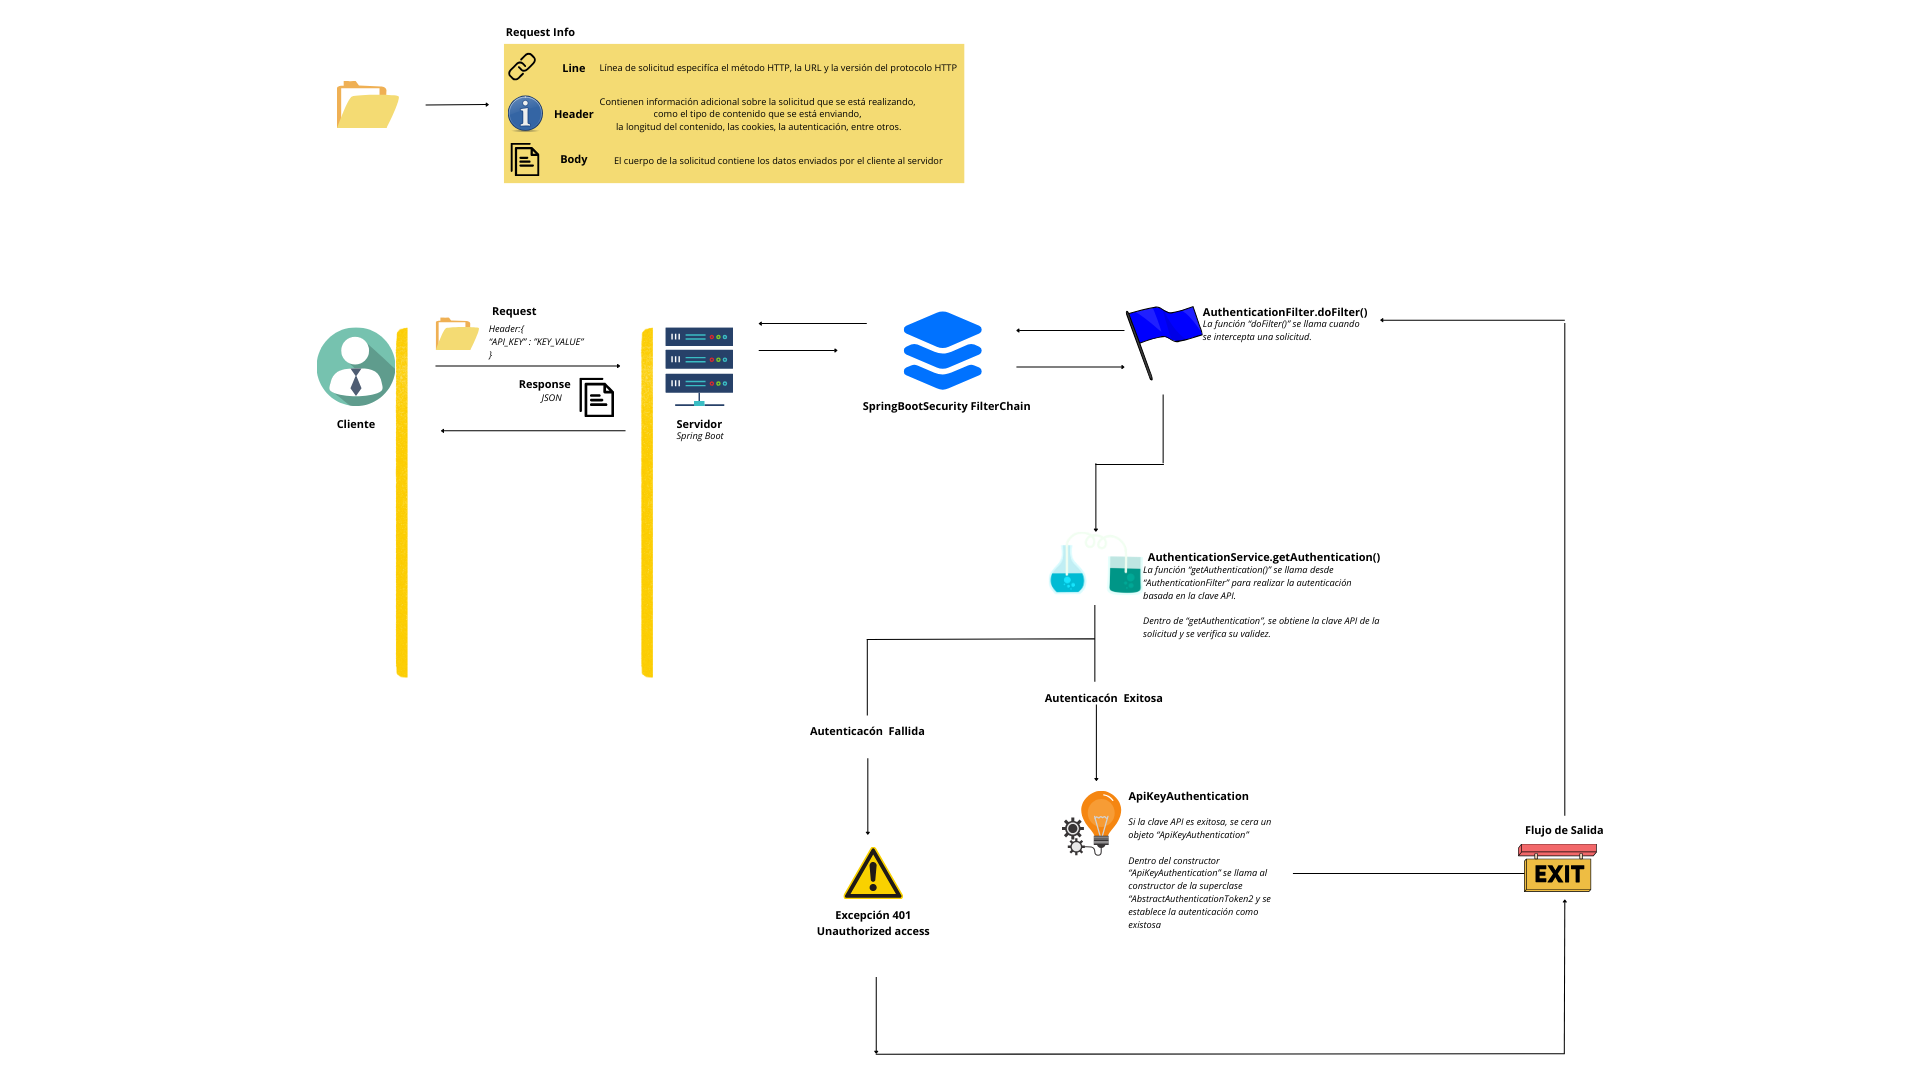 Request Info
Line
Línea de solicitud específica el método HTTP, la URL y la versión del protocolo HTTP
Header
Contienen información adicional sobre la solicitud que se está realizando,
como el tipo de contenido que se está enviando,
la longitud del contenido, las cookies, la autenticación, entre otros.
Body
El cuerpo de la solicitud contiene los datos enviados por el cliente al servidor
Request
Header:{
“API_KEY” : “KEY_VALUE”
}
Response
JSON
Cliente
Servidor
Spring Boot
SpringBootSecurity FilterChain
AuthenticationFilter.doFilter()
La función “doFilter()” se llama cuando
se intercepta una solicitud.
AuthenticationService.getAuthentication()
La función “getAuthentication()” se llama desde
“AuthenticationFilter” para realizar la autenticación
basada en la clave API.
Dentro de “getAuthentication”, se obtiene la clave API de la
solicitud y se verifica su validez.
Autenticacón Exitosa
Autenticacón Fallida
ApiKeyAuthentication
Si la clave API es exitosa, se cera un
objeto “ApiKeyAuthentication”
Dentro del constructor
“ApiKeyAuthentication” se llama al
constructor de la superclase
“AbstractAuthenticationToken2 y se
establece la autenticación como
existosa
Flujo de Salida
EXIT
Excepción 401
Unauthorized access